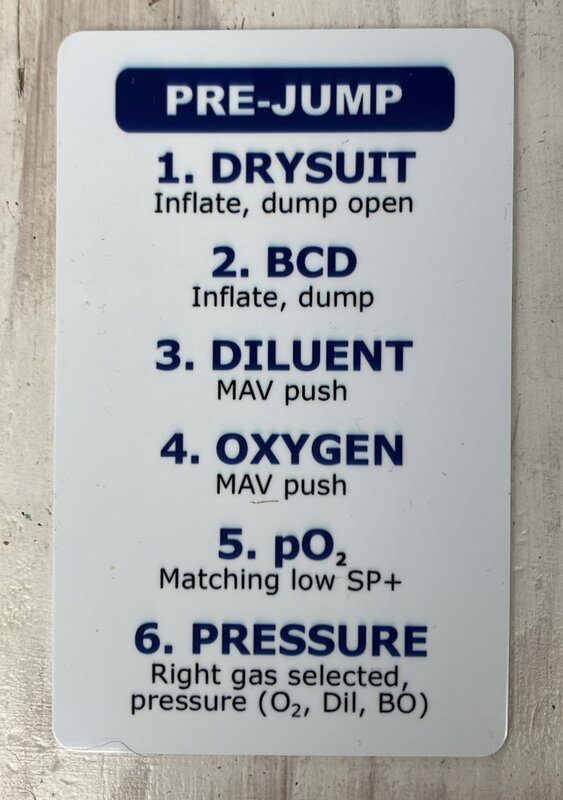 PRE-JUMP
1. DRYSUIT
Inflate, dump open
2. BCD
Inflate, dump
3. DILUENT
MAV push
4. OXYGEN
MAV push
5. pO₂
Matching low SP+
6. PRESSURE
Right gas selected,
pressure (O₂, Dil, BO)